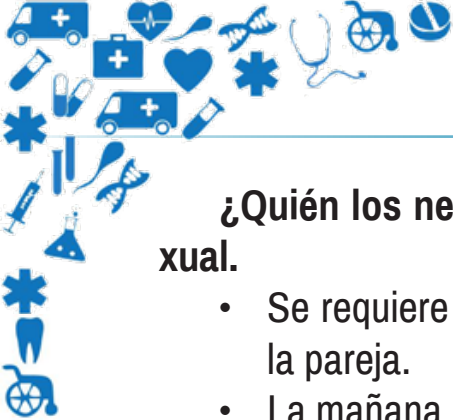 ¿Quién los ne
xual.
• Se requiere
la pareja.
• La mañana